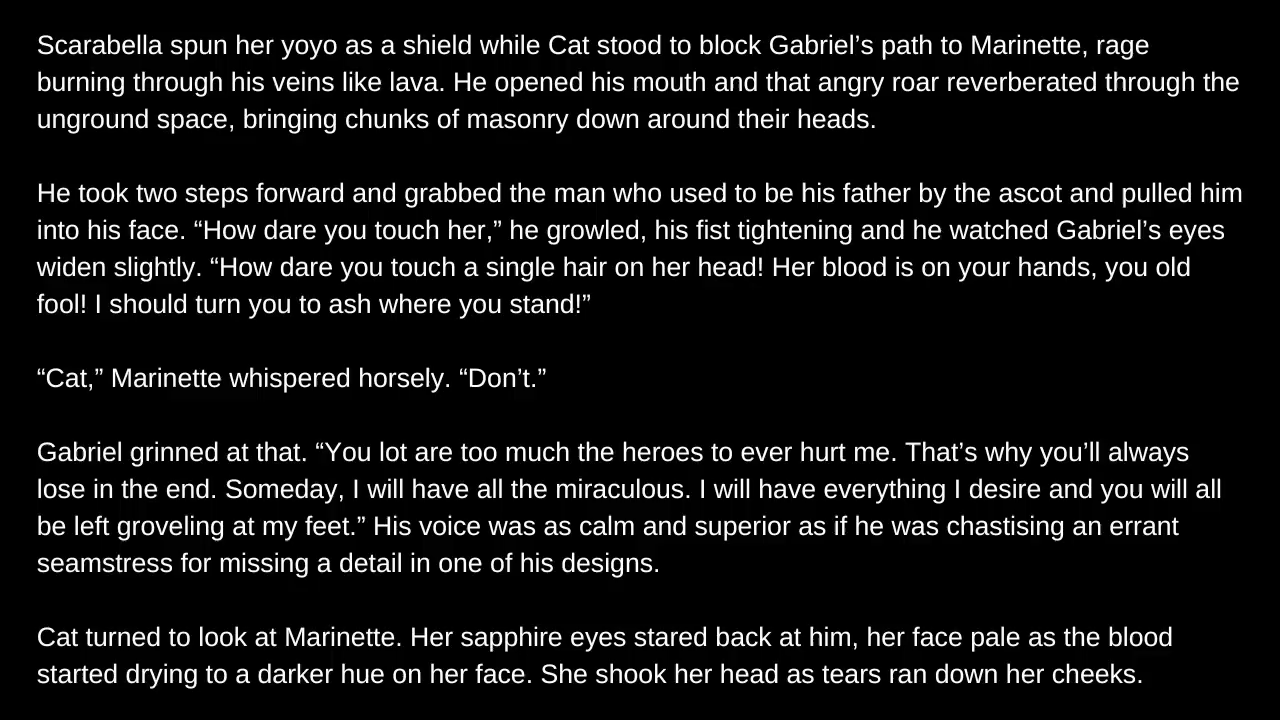 Scarabella spun her yoyo as a shield while Cat stood to block Gabriel’s path to Marinette, rage
burning through his veins like lava. He opened his mouth and that angry roar reverberated through the
unground space, bringing chunks of masonry down around their heads.
He took two steps forward and grabbed the man who used to be his father by the ascot and pulled him
into his face. “How dare you touch her,” he growled, his fist tightening and he watched Gabriel’s eyes
widen slightly. “How dare you touch a single hair on her head! Her blood is on your hands, you old
fool! I should turn you to ash where you stand!”
“Cat,” Marinette whispered horsely. “Don’t.”
Gabriel grinned at that. “You lot are too much the heroes to ever hurt me. That’s why you’ll always
lose in the end. Someday, I will have all the miraculous. I will have everything I desire and you will all
be left groveling at my feet.” His voice was as calm and superior as if he was chastising an errant
seamstress for missing a detail in one of his designs.
Cat turned to look at Marinette. Her sapphire eyes stared back at him, her face pale as the blood
started drying to a darker hue on her face. She shook her head as tears ran down her cheeks.